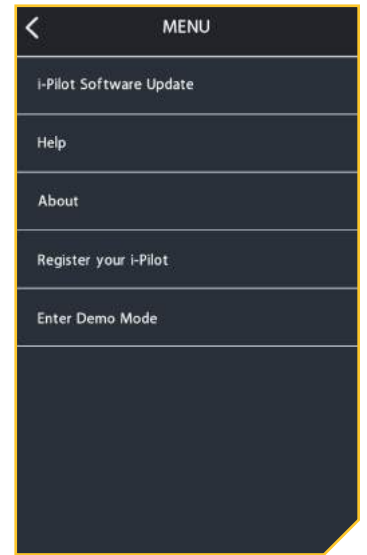 MENU
i-Pilot Software Update
Help
About
Register your i-Pilot
Enter Demo Mode